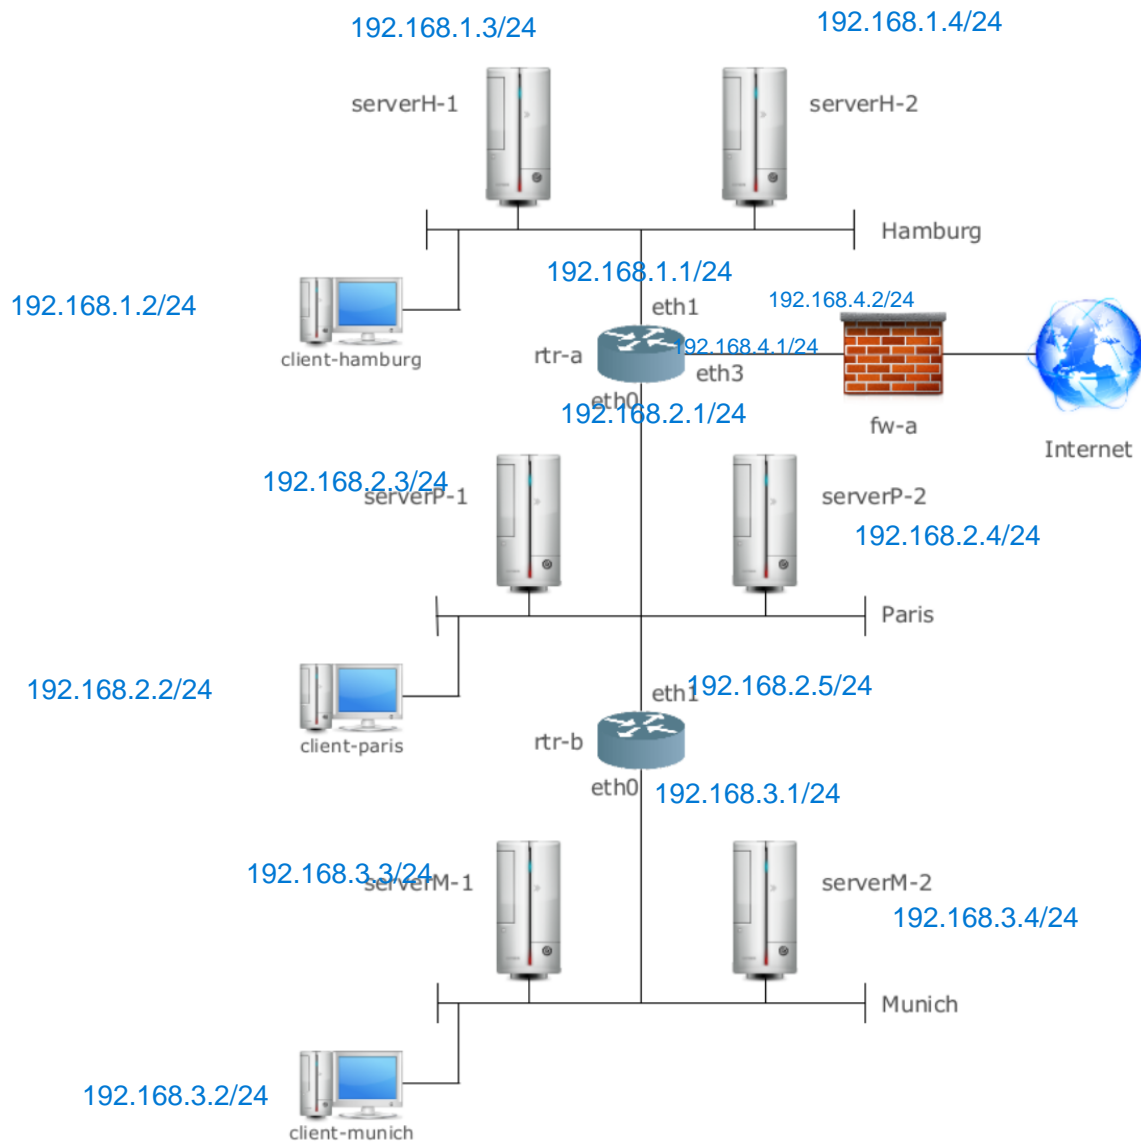 192.168.1.3/24
192.168.1.4/24
serverH-1
serverH-2
Hamburg
192.168.1.1/24
192.168.1.2/24
eth1
192.168.4.2/24
client-hamburg
rtr-a
192.168.4.1/24
eth3
eth0
192.168.2.1/24
fw-a
Internet
192.168.2.3/24
serverP-1
serverP-2
192.168.2.4/24
Paris
192.168.2.2/24
eth1
192.168.2.5/24
client-paris
rtr-b
eth0
192.168.3.1/24
192.168.3.3/24
serverM-1
serverM-2
192.168.3.4/24
Munich
192.168.3.2/24
client-munich